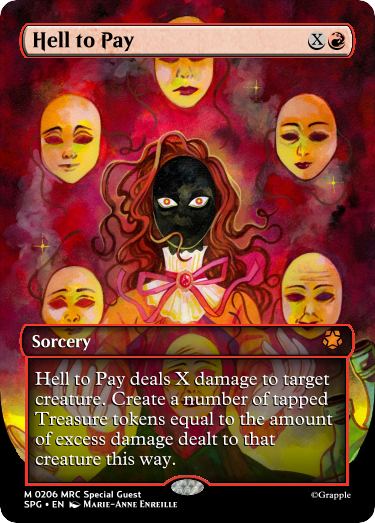 Hell to Pay X
Sorcery
Hell to Pay deals X damage to target
creature. Create a number of tapped
Treasure tokens equal to the amount
of excess damage dealt to that
creature this way.
M 0206 MRC Special Guest
SPG • EN Marie-Anne Enreille
©Grapple